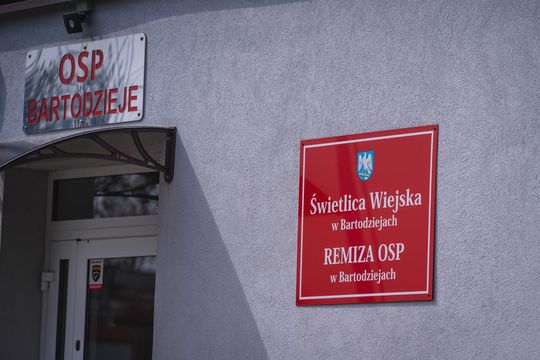 OSP
BARTODZIEJE
Świetlica Wiejska
w Bartodziejach
REMIZA OSP
w Bartodziejach